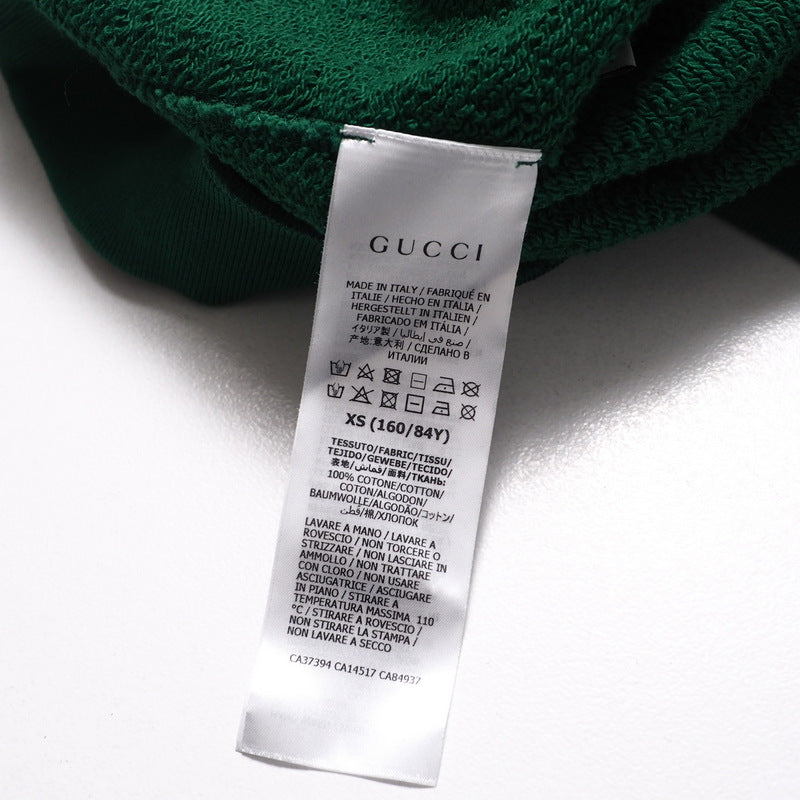 GUCCI
MADE IN ITALY / FABRIQUÉ EN
ITALIE / HECHO EN ITALIA /
HERGESTELLT IN ITALIEN /
FABRICADO EM ITÁLIA /
イタリア製 / صنع في إيطاليا /
产地:意大利 / СДЕЛАНО В
ИТАЛИИ
XS (160/84Y)
TESSUTO/FABRIC/TISSU/
TEJIDO/GEWEBE/TECIDO/
表地/قماش/面料/ТКАНЬ:
100% COTONE/COTTON/
COTON/ALGODON/
BAUMWOLLE/ALGODÃO/コットン/
قطن/棉/ХЛОПОК
LAVARE A MANO / LAVARE A
ROVESCIO / NON TORCERE O
STRIZZARE / NON LASCIARE IN
AMMOLLO / NON TRATTARE
CON CLORO / NON USARE
ASCIUGATRICE / ASCIUGARE
IN PIANO / STIRARE A
TEMPERATURA MASSIMA 110
°C / STIRARE A ROVESCIO /
NON STIRARE LA STAMPA /
NON LAVARE A SECCO
CA37394 CA14517 CA84937